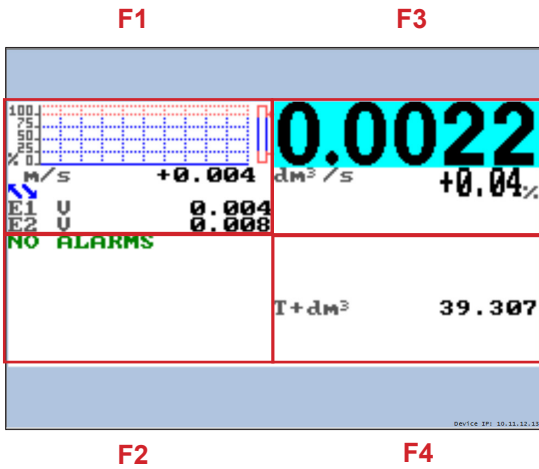 F1 F3
100
75
50
25
% 0
m/s +0.004
E1 V 0.004
E2 V 0.008
0.0022
dm³/s +0.04%
NO ALARMS
T+dm³ 39.307
Device IP: 10.11.12.13
F2 F4